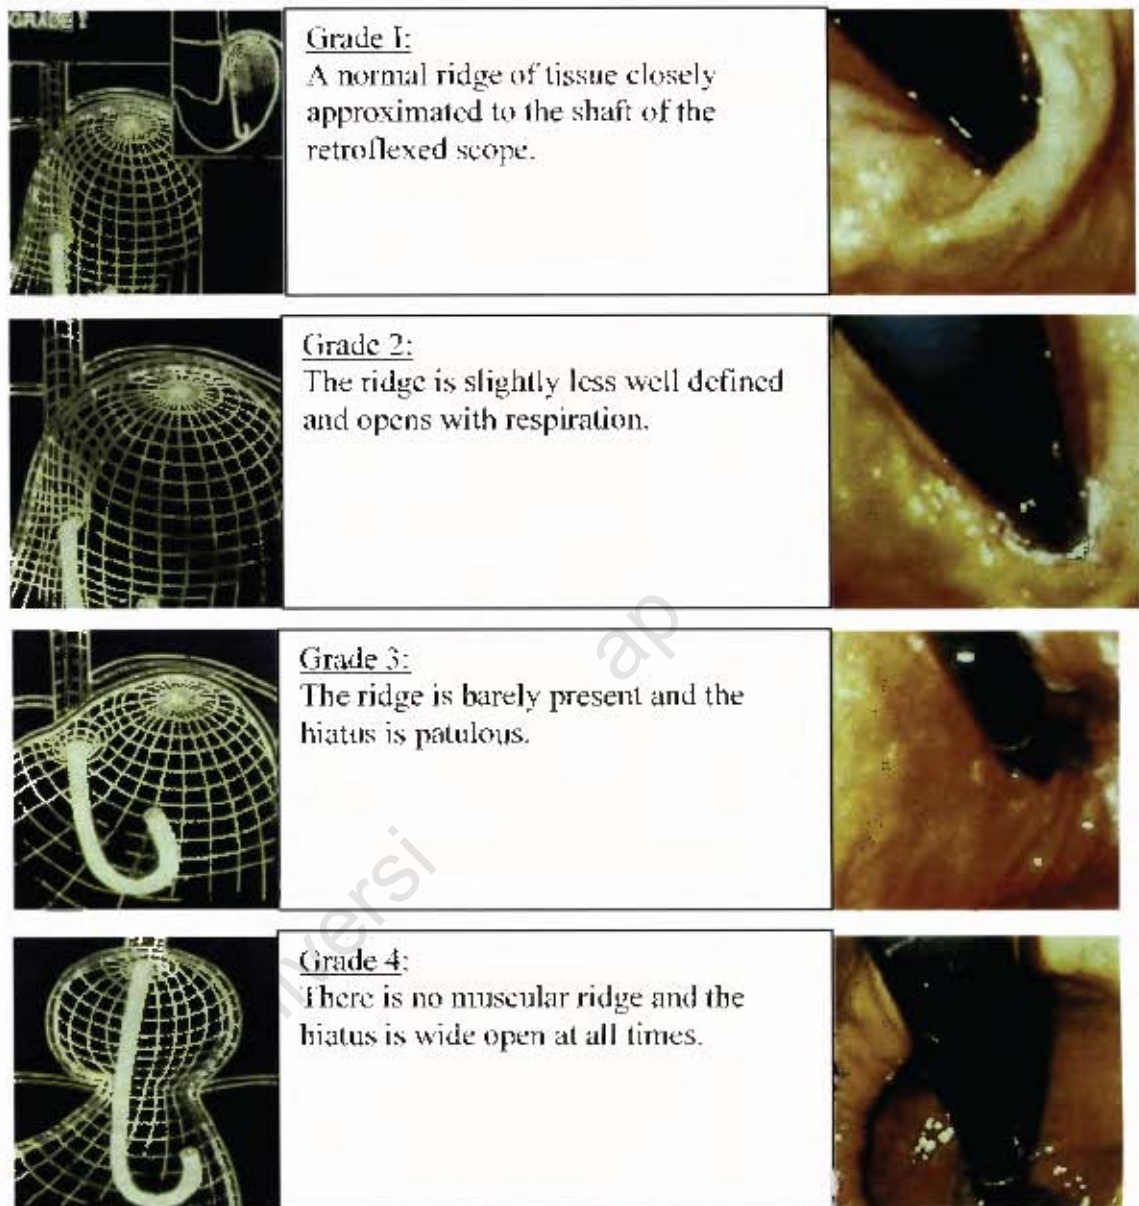 GRADE I
Grade I:
A normal ridge of tissue closely
approximated to the shaft of the
retroflexed scope.
Grade 2:
The ridge is slightly less well defined
and opens with respiration.
Grade 3:
The ridge is barely present and the
hiatus is patulous.
Grade 4:
There is no muscular ridge and the
hiatus is wide open at all times.
ap
versi